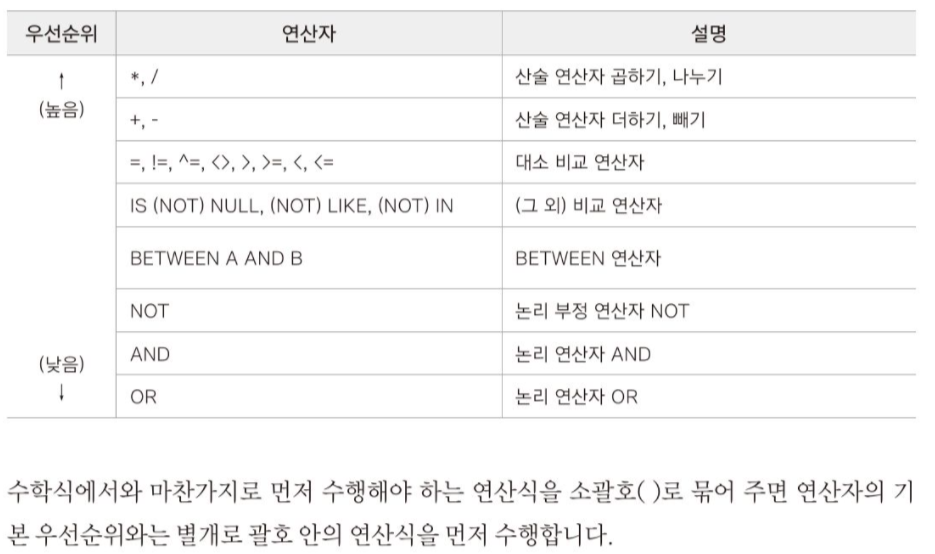 우선순위 연산자 설명
↑ *, / 산술 연산자 곱하기, 나누기
(높음)
+, - 산술 연산자 더하기, 빼기
=, !=, ^=, <>, >, >=, <, <= 대소 비교 연산자
IS (NOT) NULL, (NOT) LIKE, (NOT) IN (그 외) 비교 연산자
BETWEEN A AND B BETWEEN 연산자
NOT 논리 부정 연산자 NOT
AND 논리 연산자 AND
(낮음)
↓ OR 논리 연산자 OR
수학식에서와 마찬가지로 먼저 수행해야 하는 연산식을 소괄호( )로 묶어 주면 연산자의 기
본 우선순위와는 별개로 괄호 안의 연산식을 먼저 수행합니다.